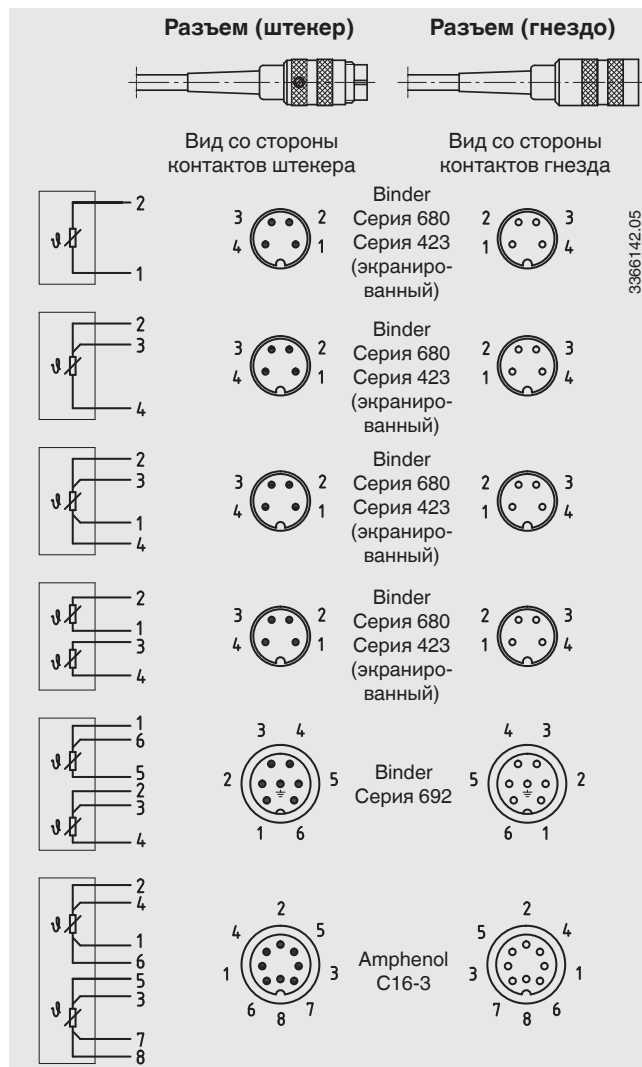 Разъем (штекер) Разъем (гнездо)
Вид со стороны Вид со стороны
контактов штекера контактов гнезда
3366142.05
2
1
3 2
4 1
Binder
Серия 680
Серия 423
(экраниро-
ванный)
2 3
1 4
2
3
4
3 2
4 1
Binder
Серия 680
Серия 423
(экраниро-
ванный)
2 3
1 4
2
3
1
4
3 2
4 1
Binder
Серия 680
Серия 423
(экраниро-
ванный)
2 3
1 4
2
1
3
4
3 2
4 1
Binder
Серия 680
Серия 423
(экраниро-
ванный)
2 3
1 4
1
6
5
2
3
4
3 4
2 5
1 6
Binder
Серия 692
4 3
5 2
6 1
2
4
1
6
5
3
7
8
2
4 5
1 3
6 7
8
Amphenol
C16-3
2
5 4
3 1
7 6
8
ϑ
ϑ
ϑ
ϑ
ϑ
ϑ
ϑ
ϑ
ϑ